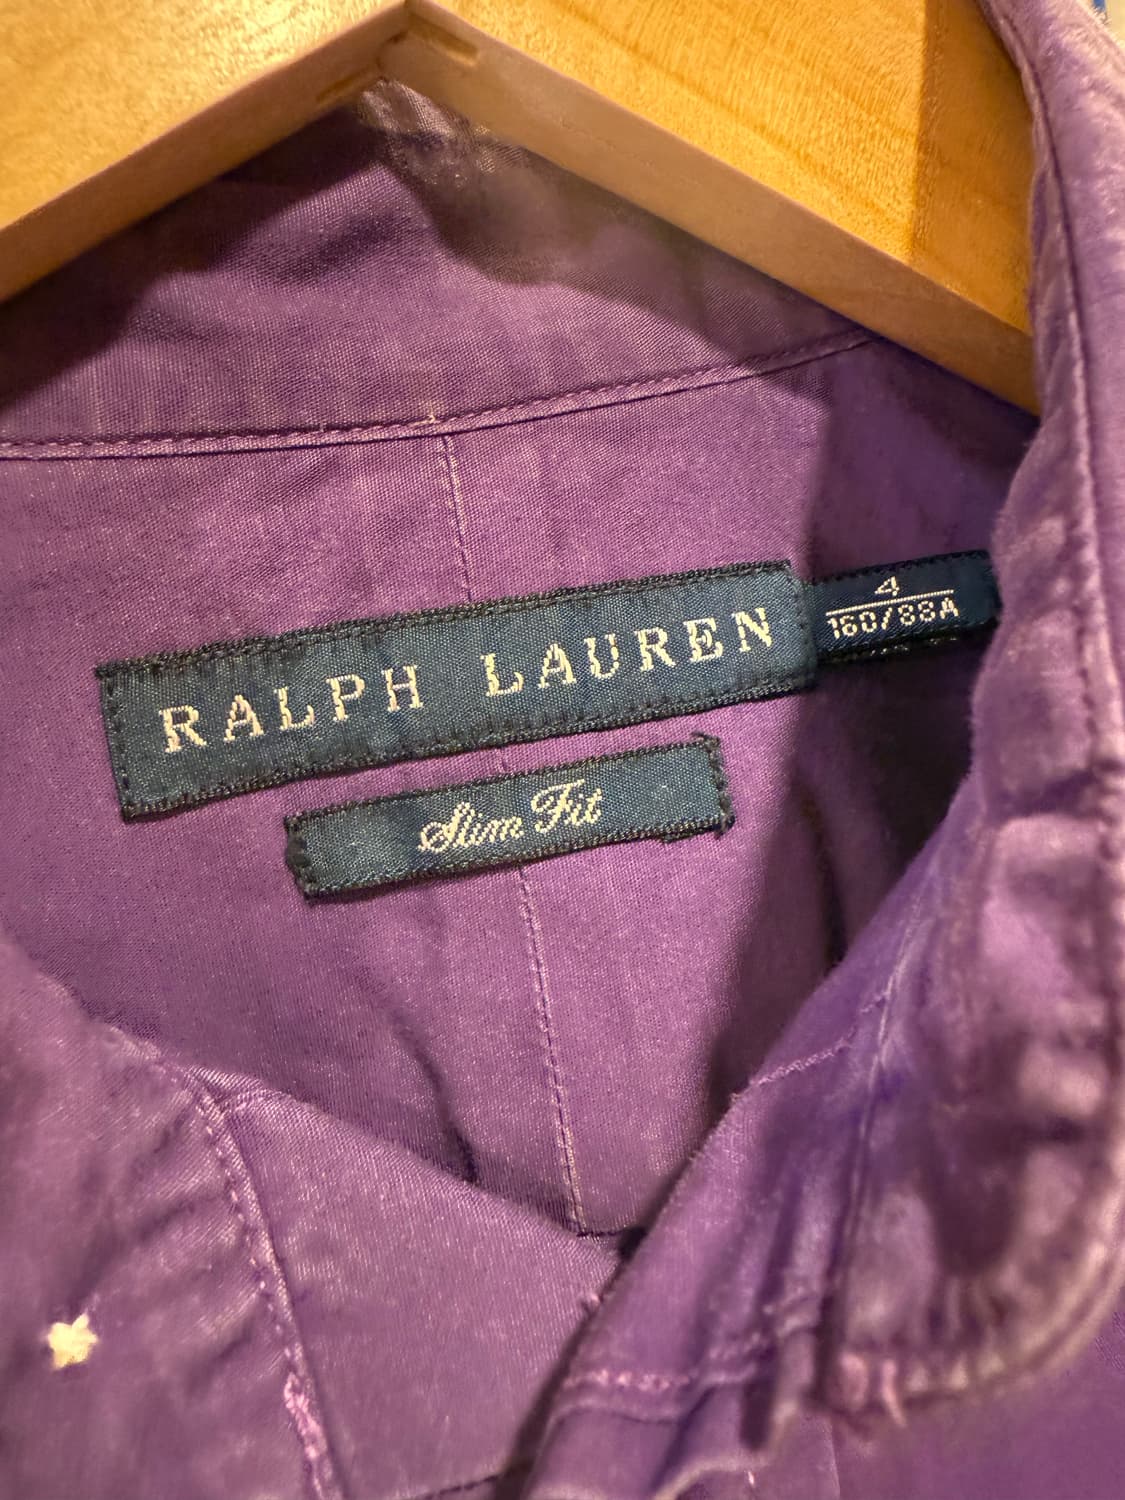 RALPH LAUREN
4
160/88A
Slim Fit